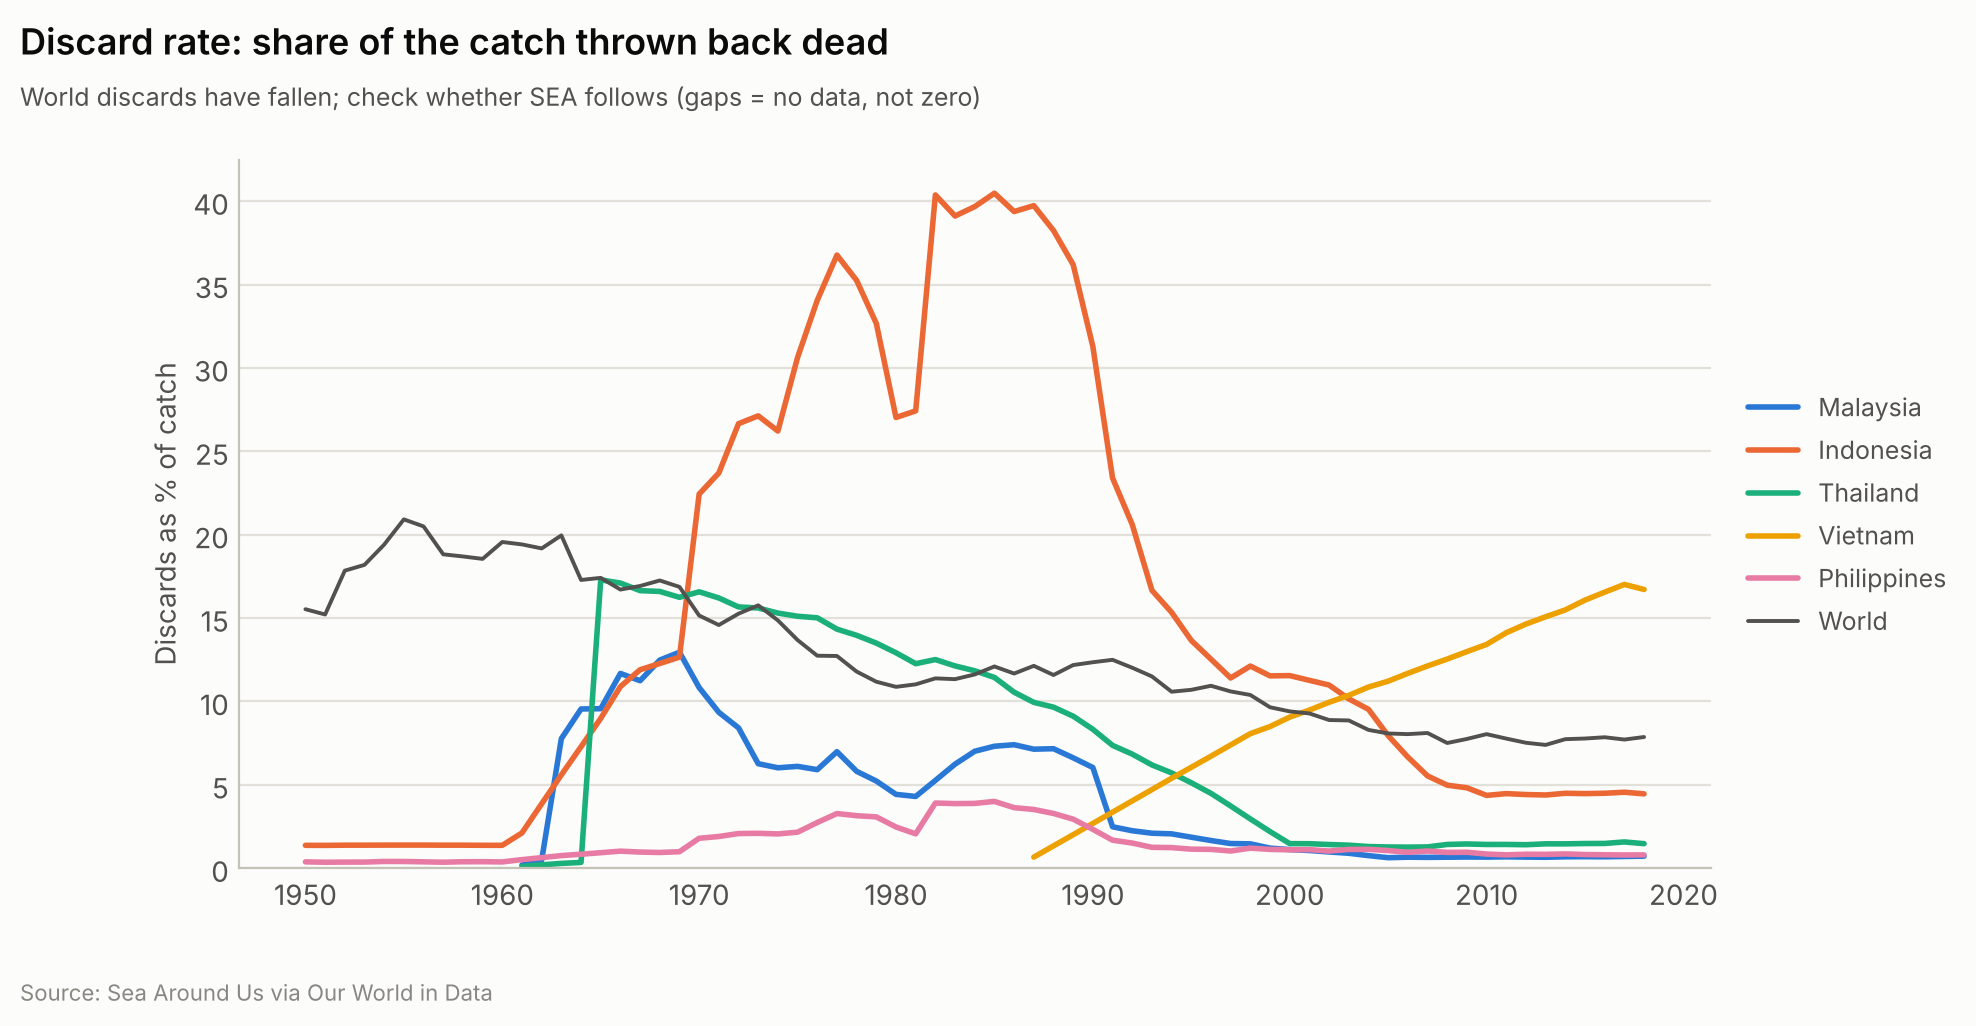 Discard rate: share of the catch thrown back dead
World discards have fallen; check whether SEA follows (gaps = no data, not zero)
Discards as % of catch
40
35
30
25
20
15
10
5
0
1950 1960 1970 1980 1990 2000 2010 2020
Malaysia
Indonesia
Thailand
Vietnam
Philippines
World
Source: Sea Around Us via Our World in Data